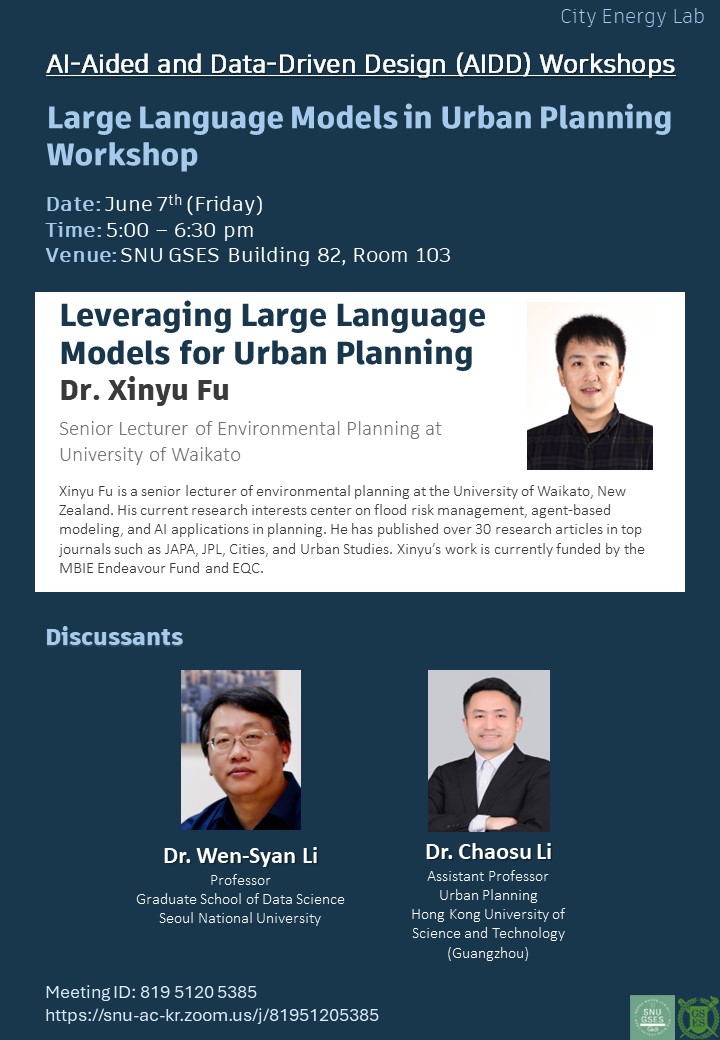 City Energy Lab
AI-Aided and Data-Driven Design (AIDD) Workshops
Large Language Models in Urban Planning
Workshop
Date: June 7th (Friday)
Time: 5:00 – 6:30 pm
Venue: SNU GSES Building 82, Room 103
Leveraging Large Language
Models for Urban Planning
Dr. Xinyu Fu
Senior Lecturer of Environmental Planning at
University of Waikato
Xinyu Fu is a senior lecturer of environmental planning at the University of Waikato, New
Zealand. His current research interests center on flood risk management, agent-based
modeling, and AI applications in planning. He has published over 30 research articles in top
journals such as JAPA, JPL, Cities, and Urban Studies. Xinyu's work is currently funded by the
MBIE Endeavour Fund and EQC.
Discussants
Dr. Wen-Syan Li
Professor
Graduate School of Data Science
Seoul National University
Dr. Chaosu Li
Assistant Professor
Urban Planning
Hong Kong University of
Science and Technology
(Guangzhou)
Meeting ID: 819 5120 5385
https://snu-ac-kr.zoom.us/j/81951205385
SNU
GSES
GS
ES